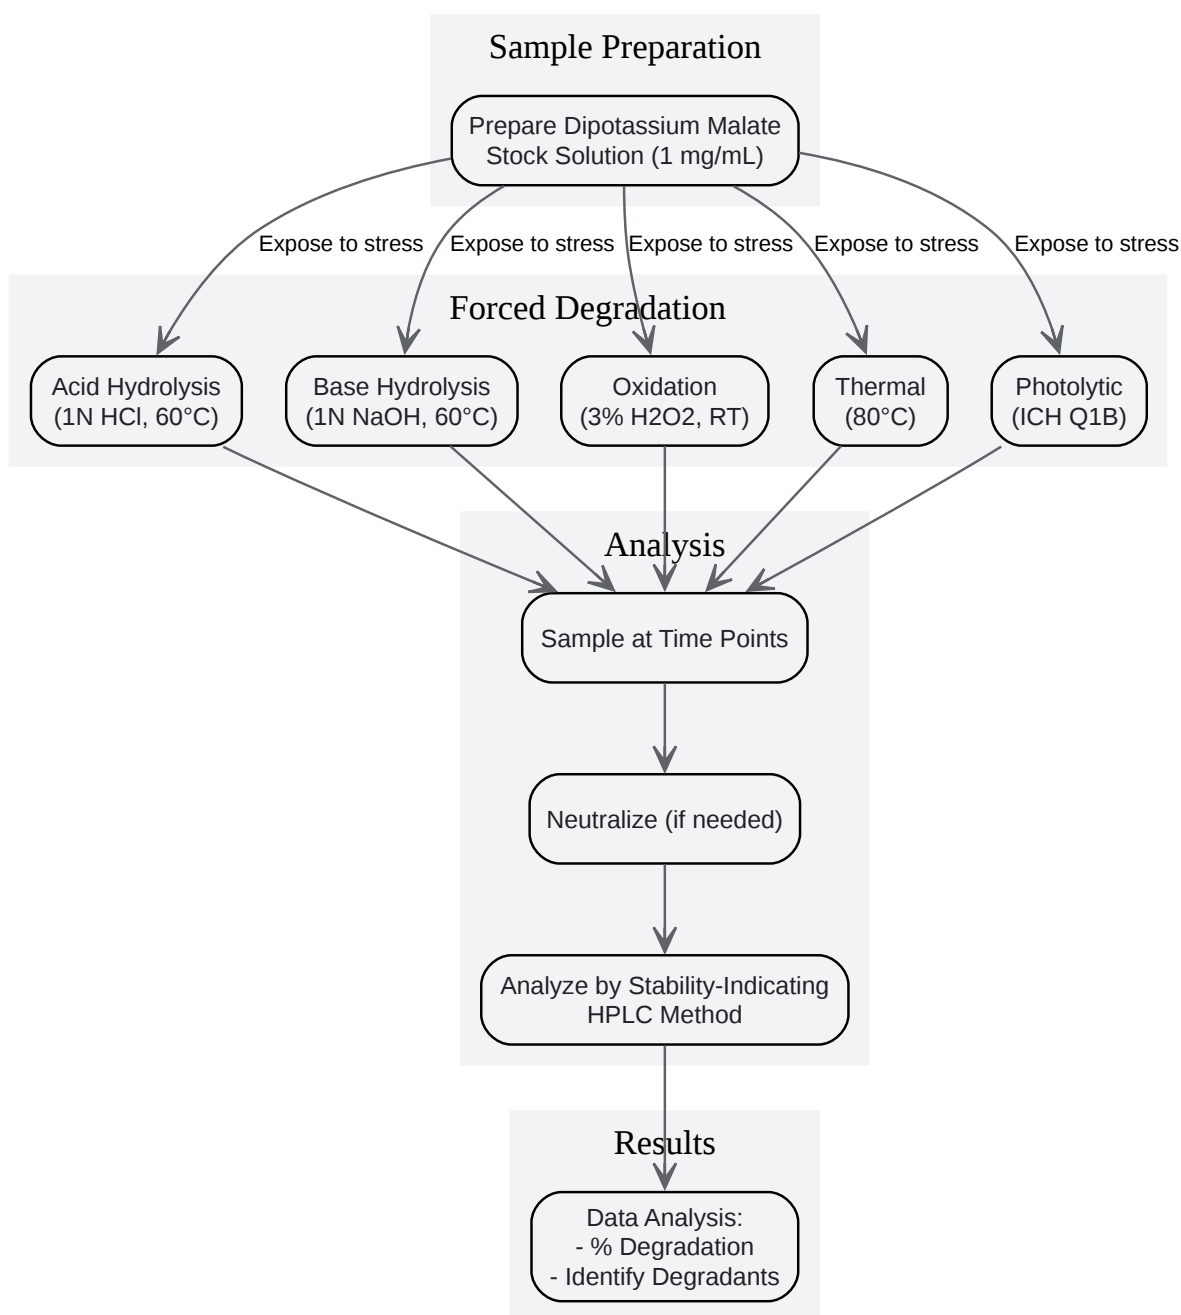 Sample Preparation
Prepare Dipotassium Malate
Stock Solution (1 mg/mL)
Expose to stress
Expose to stress
Expose to stress
Expose to stress
Expose to stress
Forced Degradation
Acid Hydrolysis
(1N HCl, 60°C)
Base Hydrolysis
(1N NaOH, 60°C)
Oxidation
(3% H2O2, RT)
Thermal
(80°C)
Photolytic
(ICH Q1B)
Analysis
Sample at Time Points
Neutralize (if needed)
Analyze by Stability-Indicating
HPLC Method
Results
Data Analysis:
- % Degradation
- Identify Degradants